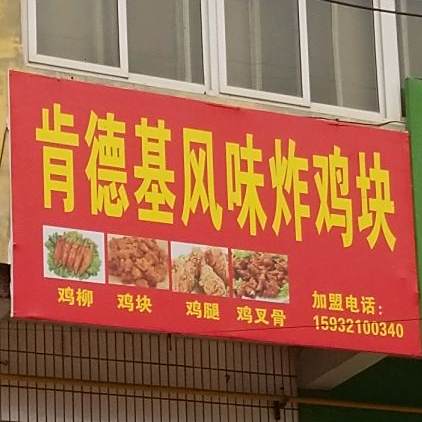 肯德基风味炸鸡块
鸡柳 鸡块 鸡腿 鸡叉骨
加盟电话：
15932100340